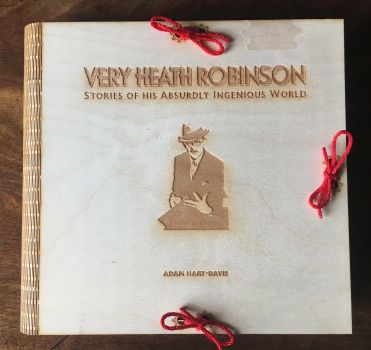 VERY HEATH ROBINSON
STORIES OF HIS ABSURDLY INGENIOUS WORLD
ADAM HART-DAVIS